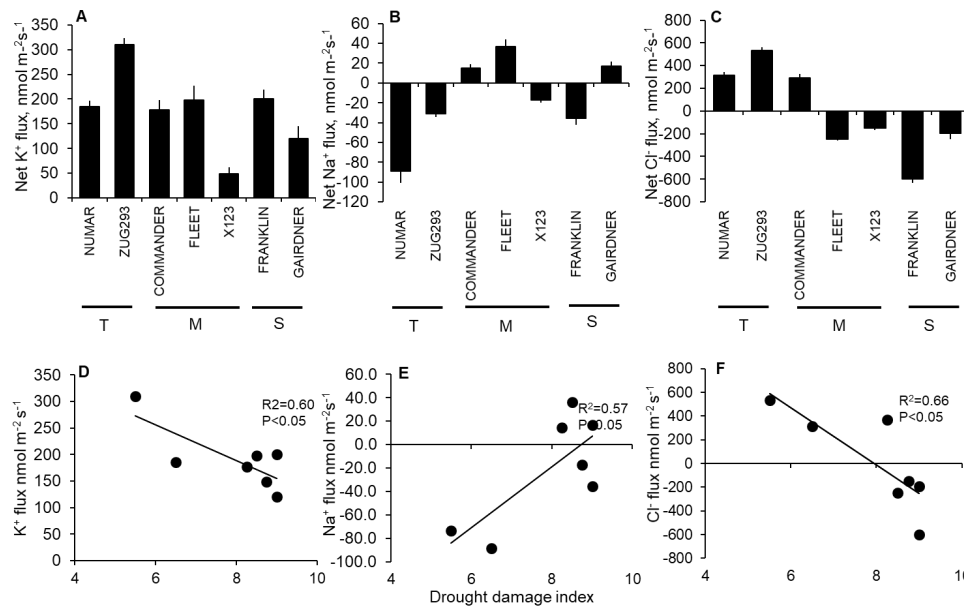 A
Net K⁺ flux, nmol m-²s-¹
350
300
250
200
150
100
50
0
NUMAR
ZUG293
COMMANDER
FLEET
X123
FRANKLIN
GAIRDNER
T
M
S
B
Net Na⁺ flux, nmol m-²s-¹
60
40
20
0
-20
-40
-60
-80
-100
-120
NUMAR
ZUG293
COMMANDER
FLEET
X123
FRANKLIN
GAIRDNER
T
M
S
C
Net Cl⁻ flux, nmol m-²s-¹
800
600
400
200
0
-200
-400
-600
-800
NUMAR
ZUG293
COMMANDER
FLEET
X123
FRANKLIN
GAIRDNER
T
M
S
D
K⁺ flux nmol m⁻² s⁻¹
350
300
250
200
150
100
50
0
R2=0.60
P<0.05
4
6
8
10
E
Na⁺ flux nmol m⁻² s⁻¹
60.0
40.0
20.0
0.0
-20.0
-40.0
-60.0
-80.0
-100.0
R²=0.57
4
6
8
10
Drought damage index
F
Cl⁻ flux nmol m⁻² s⁻¹
800
600
400
200
0
-200
-400
-600
-800
R²=0.66
P<0.05
4
6
8
10